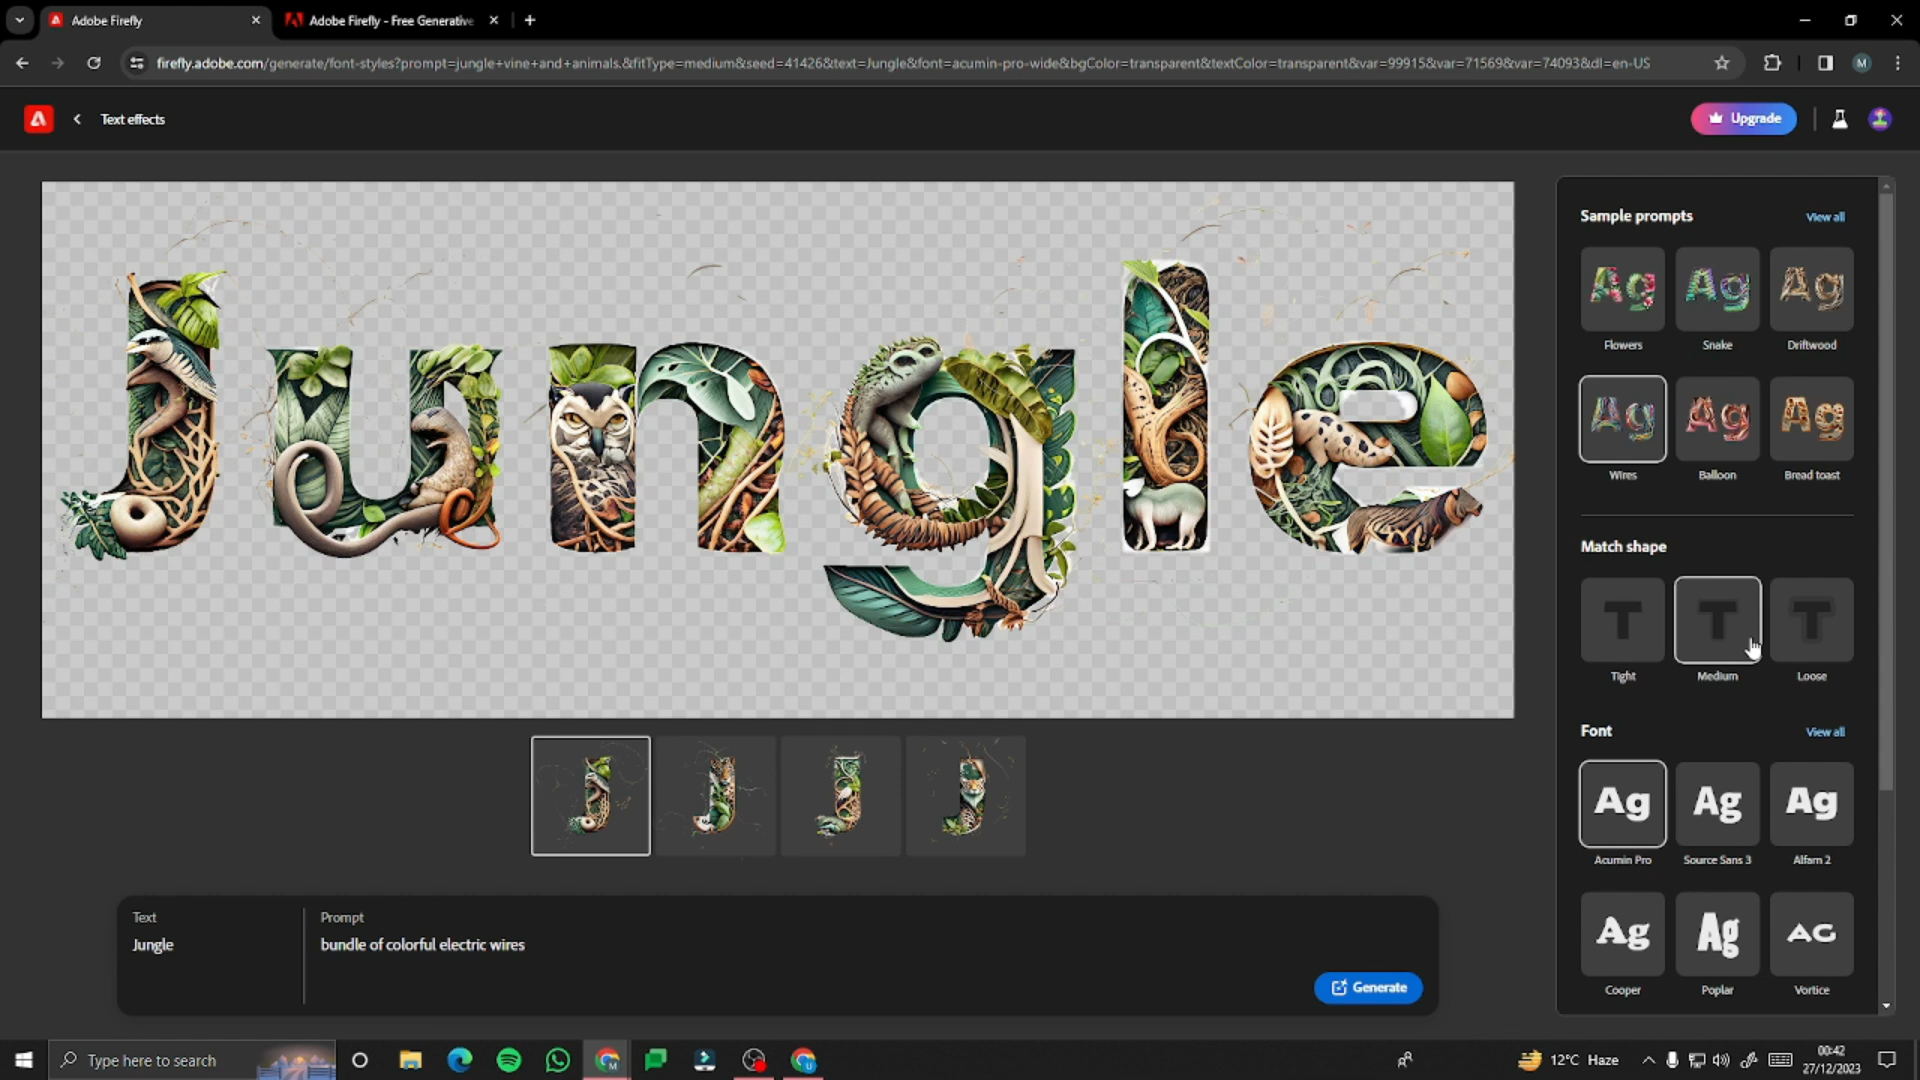 Adobe Firefly
Adobe Firefly - Free Generative
firefly.adobe.com/generate/font-styles?prompt=jungle+vine+and+animals.&fitType=medium&seed=41426&text=Jungle&font=acumin-pro-wide&bgColor=transparent&textColor=transparent&var=99915&var=71569&var=74093&dl=en-US
M
Text effects
Upgrade
Jungle
J
J
J
J
Sample prompts
View all
Ag
Ag
Ag
Flowers
Snake
Driftwood
Ag
Ag
Ag
Wires
Balloon
Bread toast
Match shape
T
T
T
Tight
Medium
Loose
Font
View all
Ag
Ag
Ag
Acumin Pro
Source Sans 3
Alfarn 2
Ag
Ag
AG
Cooper
Poplar
Vortice
Text
Jungle
Prompt
bundle of colorful electric wires
Generate
Type here to search
12°C Haze
00:42
27/12/2023